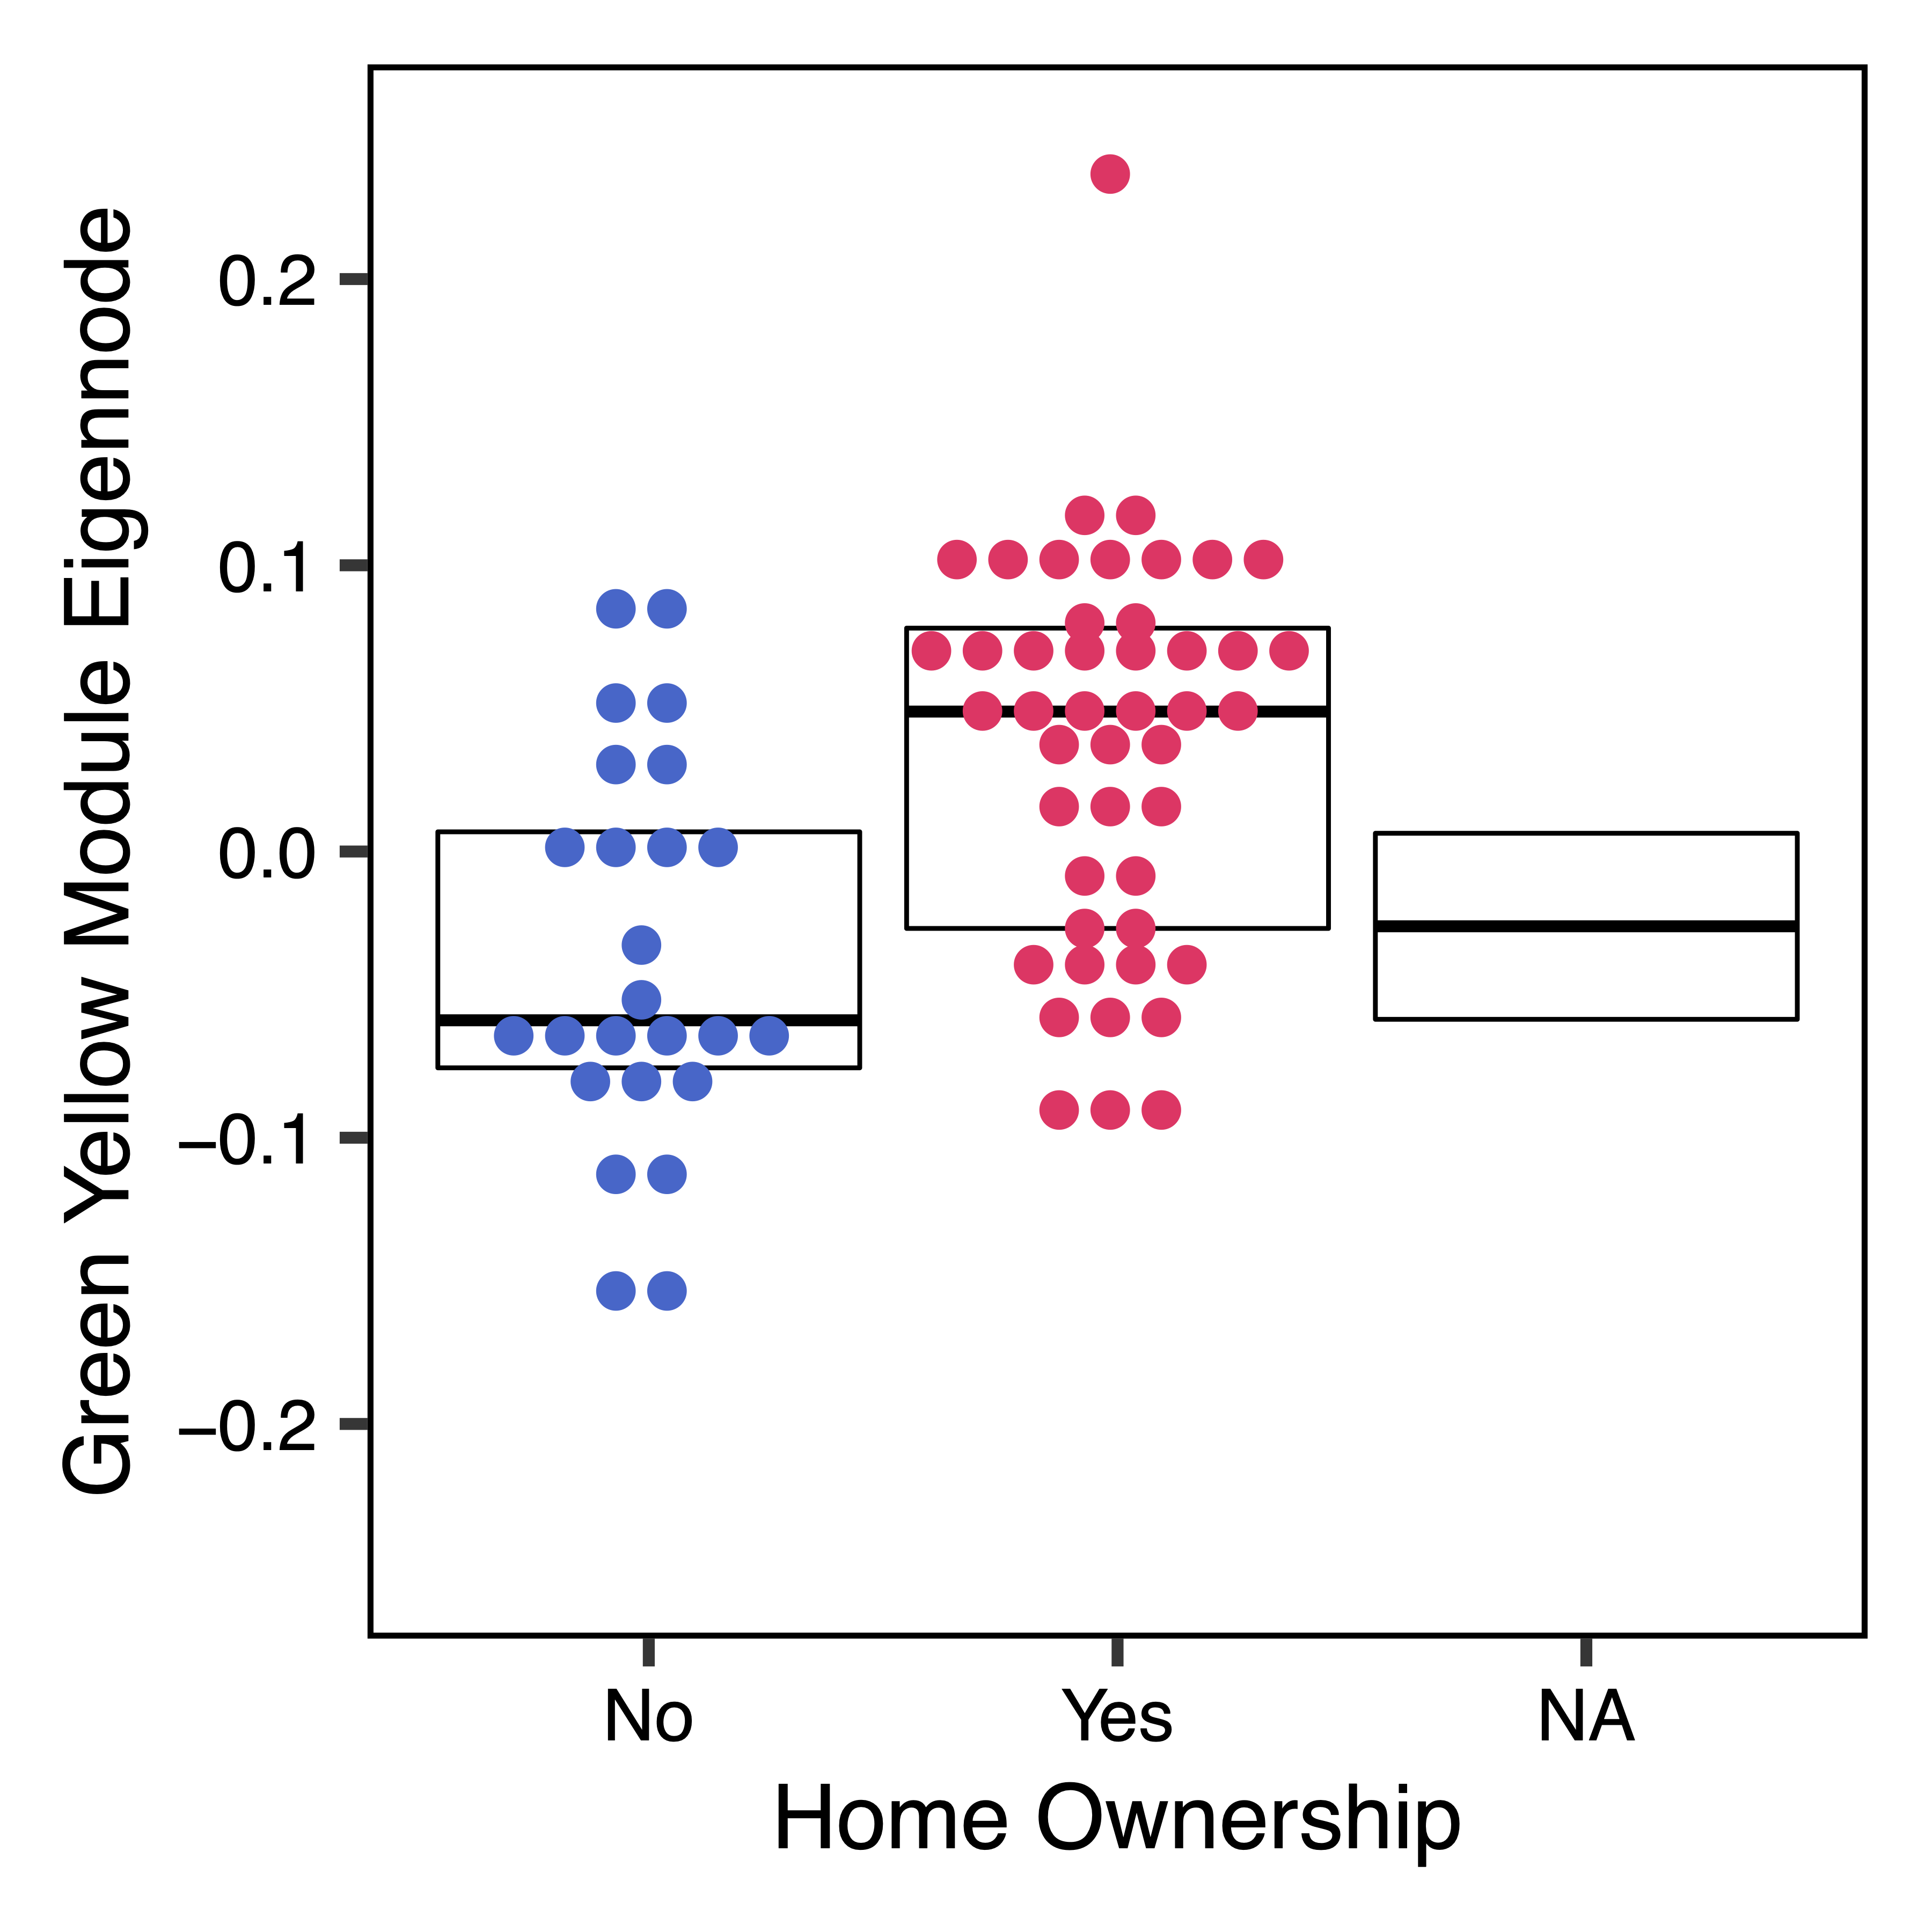 Green Yellow Module Eigennode
0.2
0.1
0.0
−0.1
−0.2
No Yes NA
Home Ownership